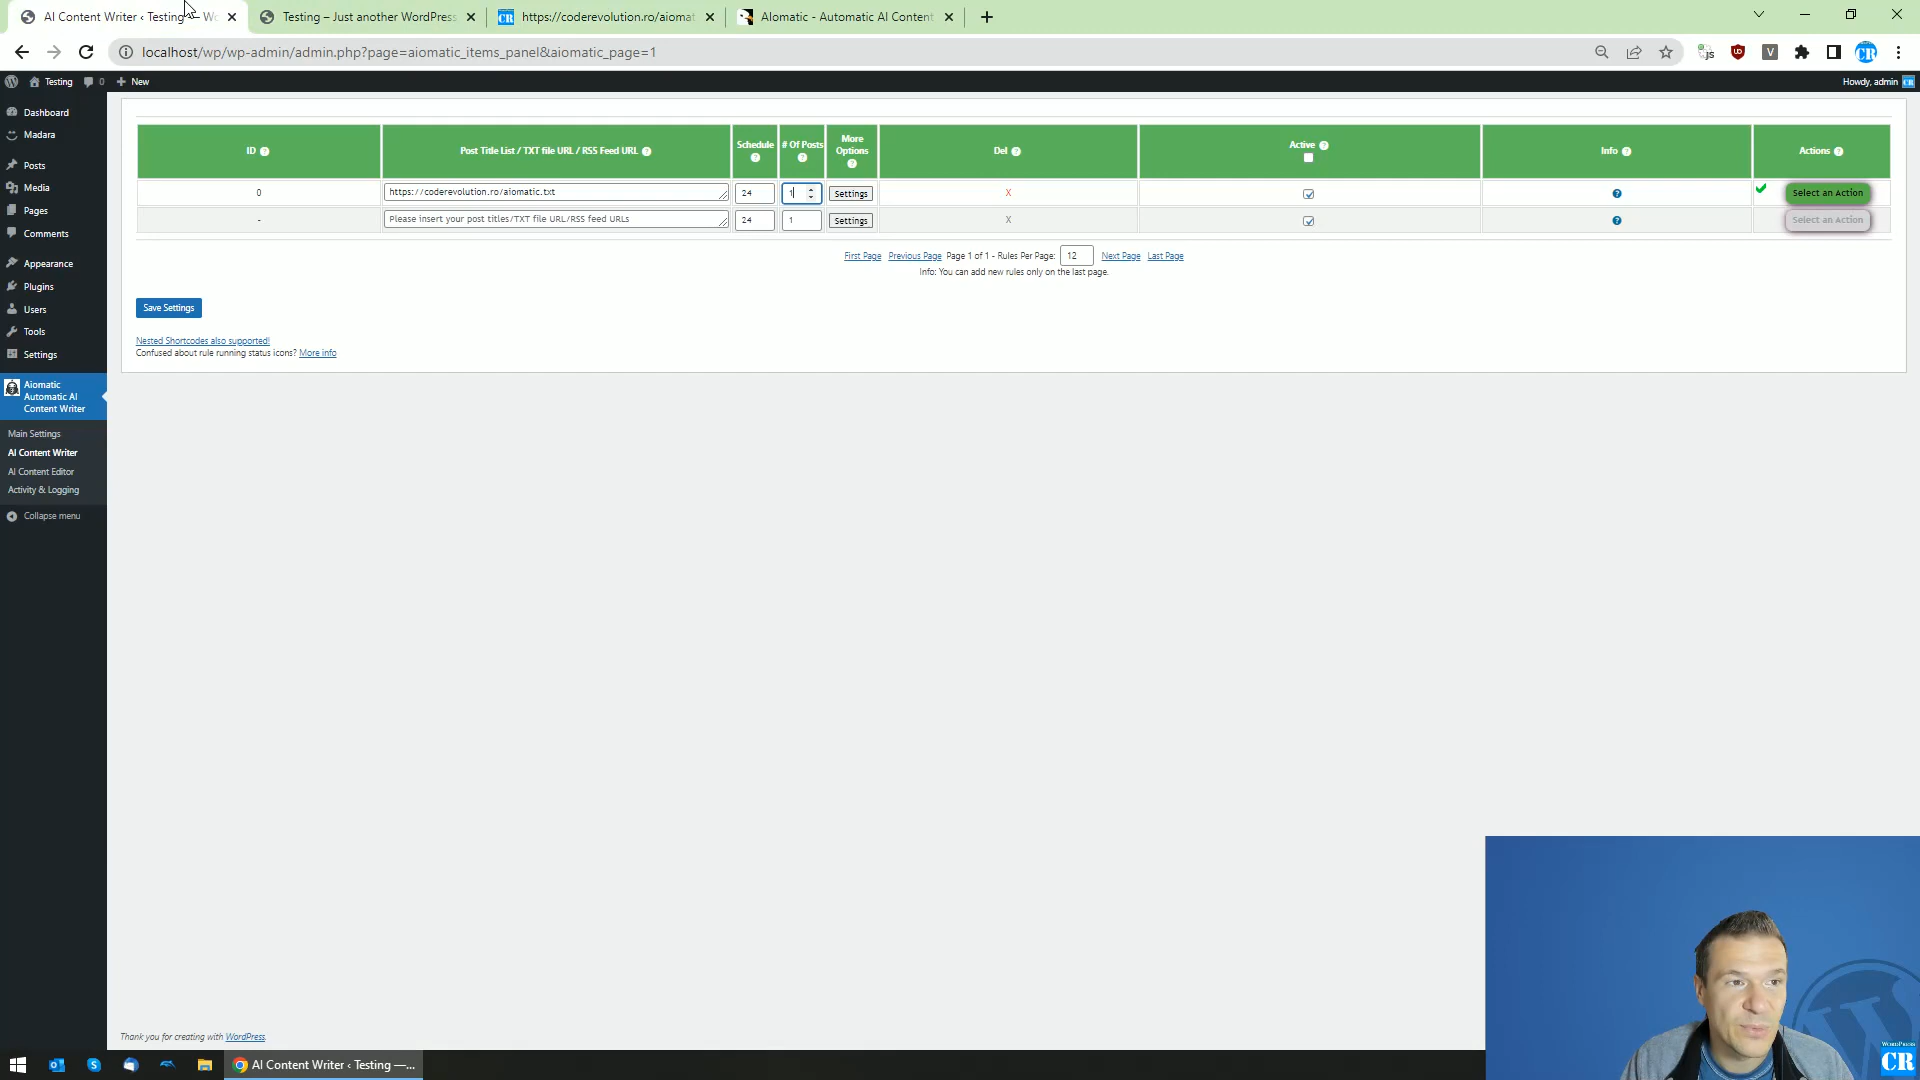 AI Content Writer ‹ Testing — Wo
Testing – Just another WordPress
CR https://coderevolution.ro/aiomat
AIomatic - Automatic AI Content
localhost/wp/wp-admin/admin.php?page=aiomatic_items_panel&aiomatic_page=1
JS
V
CR
Testing
0
New
Howdy, admin
CR
Dashboard
Madara
Posts
Media
Pages
Comments
Appearance
Plugins
Users
Tools
Settings
Aiomatic
Automatic AI
Content Writer
Main Settings
AI Content Writer
AI Content Editor
Activity & Logging
Collapse menu
ID
Post Title List / TXT file URL / RSS Feed URL
Schedule
# Of Posts
More
Options
Del
Active
Info
Actions
0
https://coderevolution.ro/aiomatic.txt
24
1
Settings
X
Select an Action
-
Please insert your post titles/TXT file URL/RSS feed URLs
24
1
Settings
X
Select an Action
First Page Previous Page Page 1 of 1 - Rules Per Page: 12 Next Page Last Page
Info: You can add new rules only on the last page.
Save Settings
Nested Shortcodes also supported!
Confused about rule running status icons? More info
Thank you for creating with WordPress.
AI Content Writer ‹ Testing —...
WORDPRESS
CR